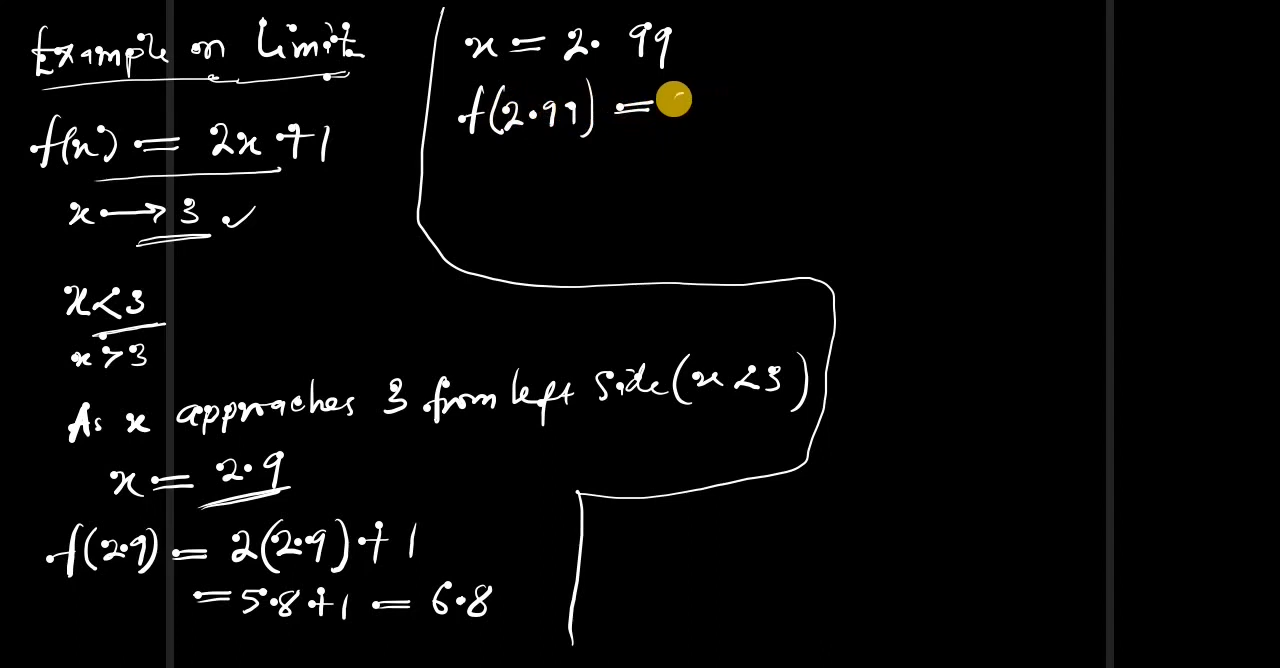 Example on Limit
f(x) = 2x + 1
x → 3 ✓
x < 3
x > 3
As x approaches 3 from left side (x < 3)
x = 2.9
f(2.9) = 2(2.9) + 1
= 5.8 + 1 = 6.8
x = 2.99
f(2.99) =